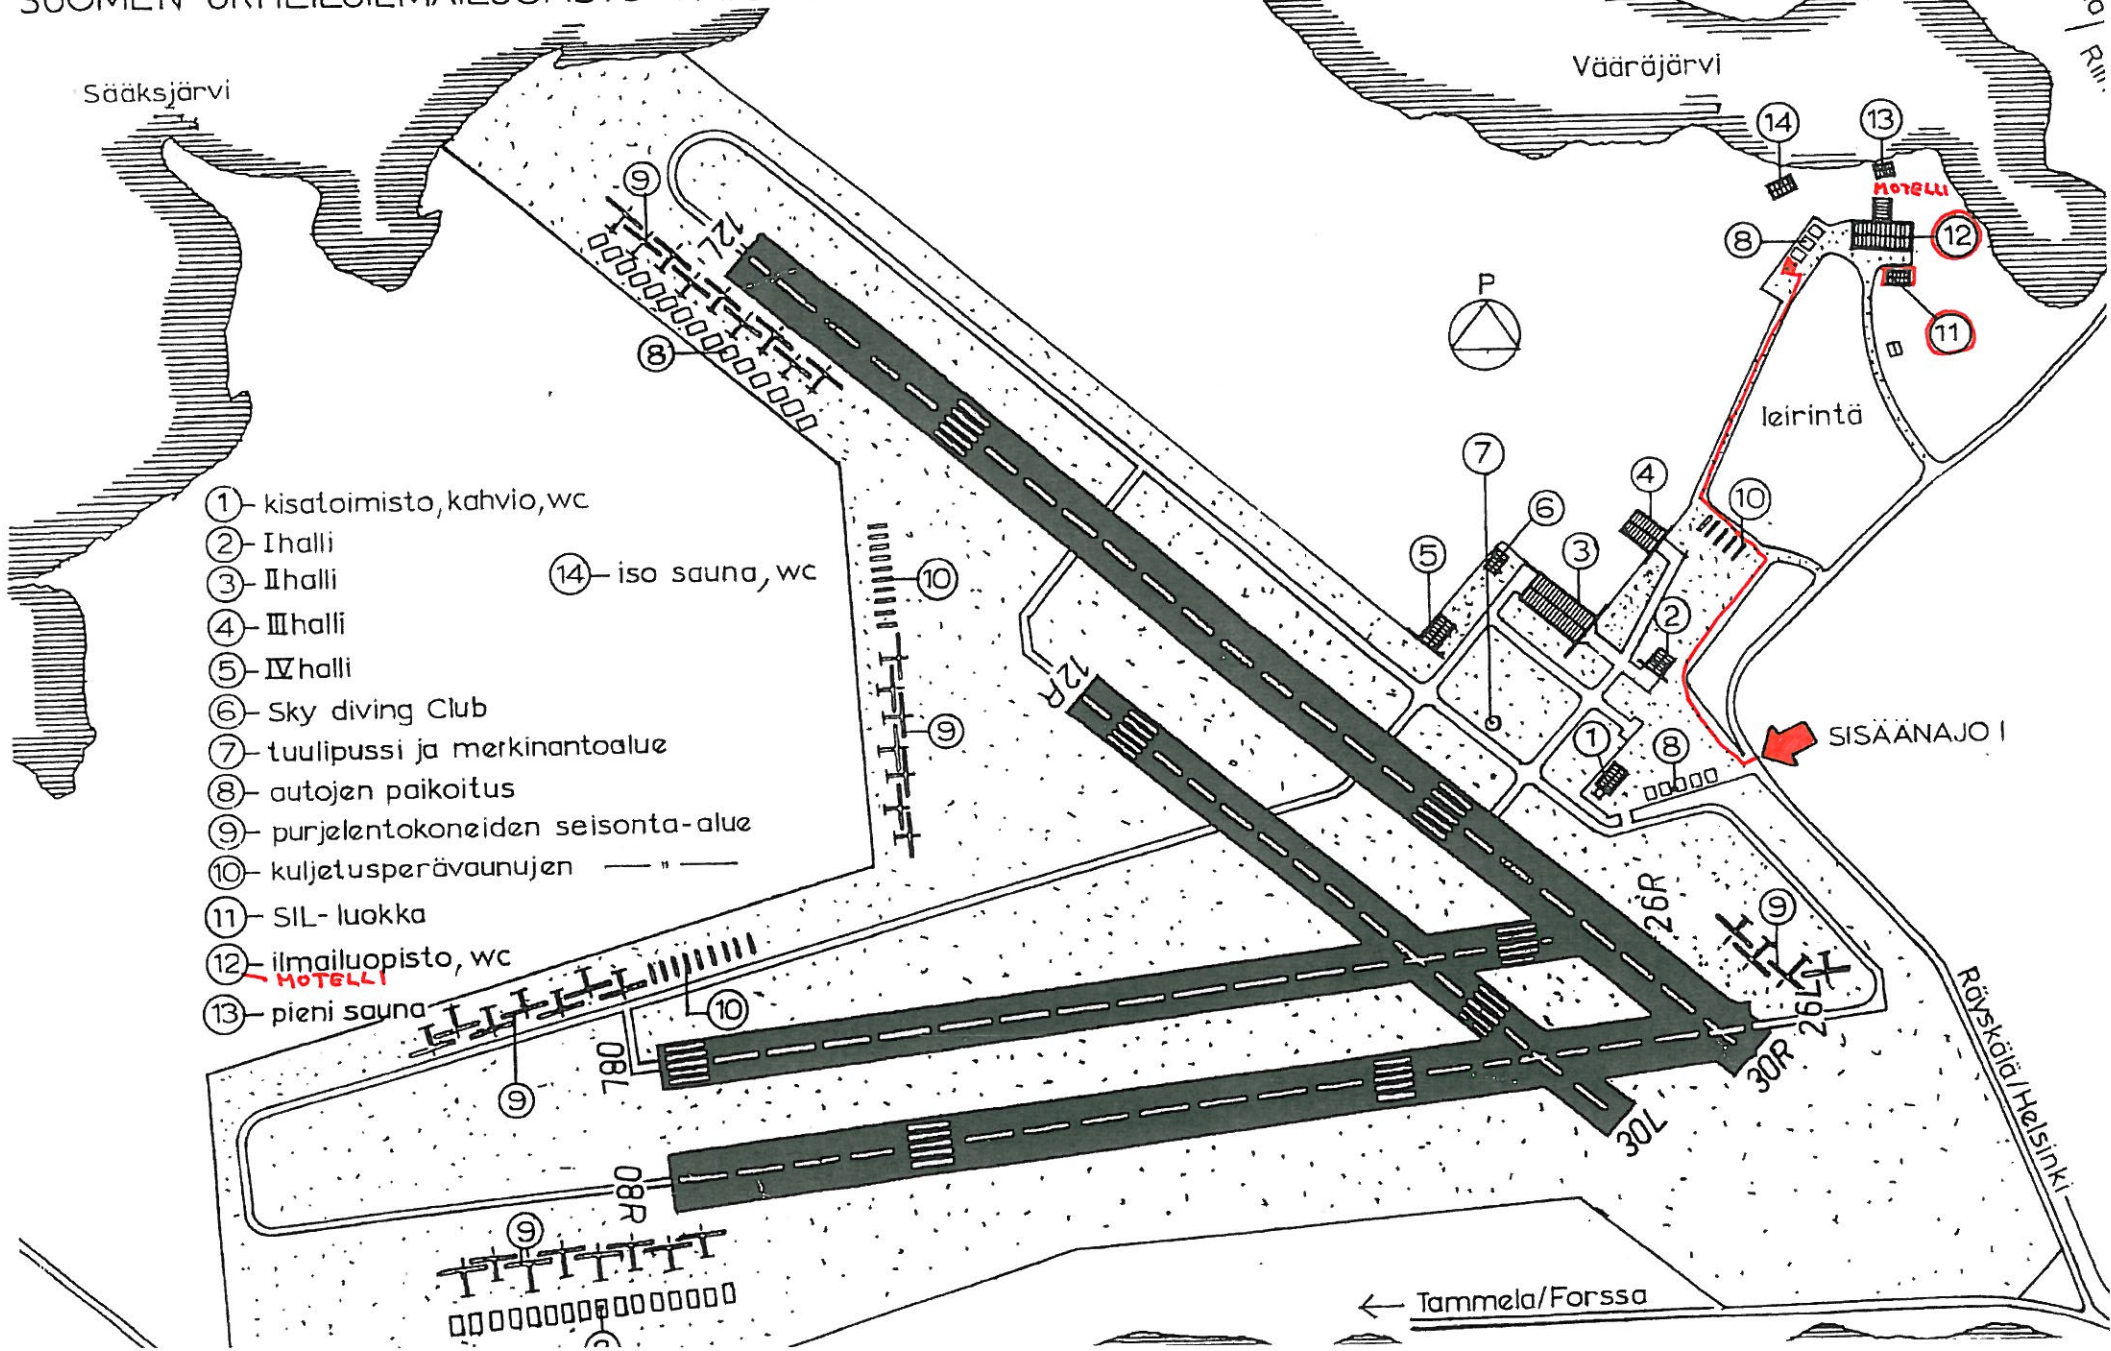 Sääksjärvi
Vääräjärvi
14
13
MOTELLI
12
8
11
P
leirintä
9
8
12L
7
4
10
6
5
3
2
1
8
SISÄÄNAJO 1
1 - kisatoimisto, kahvio, wc
2 - I halli
3 - II halli
14 - iso sauna, wc
4 - III halli
5 - IV halli
6 - Sky diving Club
7 - tuulipussi ja merkinantoalue
8 - autojen paikoitus
9 - purjelentokoneiden seisonta-alue
10 - kuljetusperävaunujen — " —
11 - SIL- luokka
12 - ilmailuopisto, wc
MOTELLI
13 - pieni sauna
10
9
12R
26R
9
26L
30R
30L
10
9
08L
08R
9
Räyskälä/Helsinki
← Tammela/Forssa